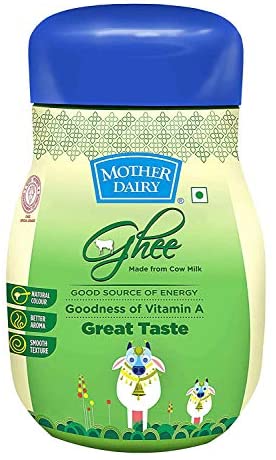 MOTHER
DAIRY
®
Ghee
Made from Cow Milk
GOOD SOURCE OF ENERGY
Goodness of Vitamin A
Great Taste
NATURAL
COLOUR
BETTER
AROMA
SMOOTH
TEXTURE